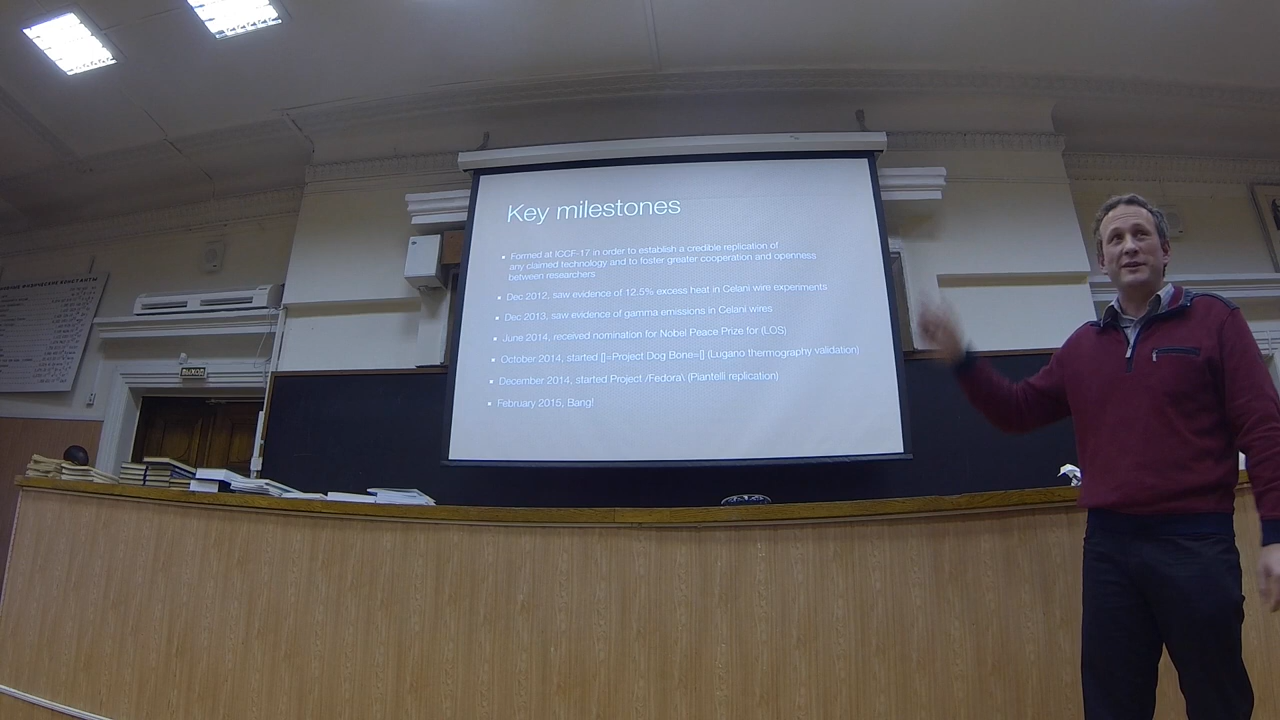 Key milestones
Formed at ICCF-17 in order to establish a credible replication of
any claimed technology and to foster greater cooperation and openness
between researchers
Dec 2012, saw evidence of 12.5% excess heat in Celani wire experiments
Dec 2013, saw evidence of gamma emissions in Celani wires
June 2014, received nomination for Nobel Peace Prize for (LOS)
October 2014, started []=Project Dog Bone=[] (Lugano thermography validation)
December 2014, started Project /Fedora\ (Piantelli replication)
February 2015, Bang!
ФИЗИЧЕСКИЕ КОНСТАНТЫ
ВЫХОД